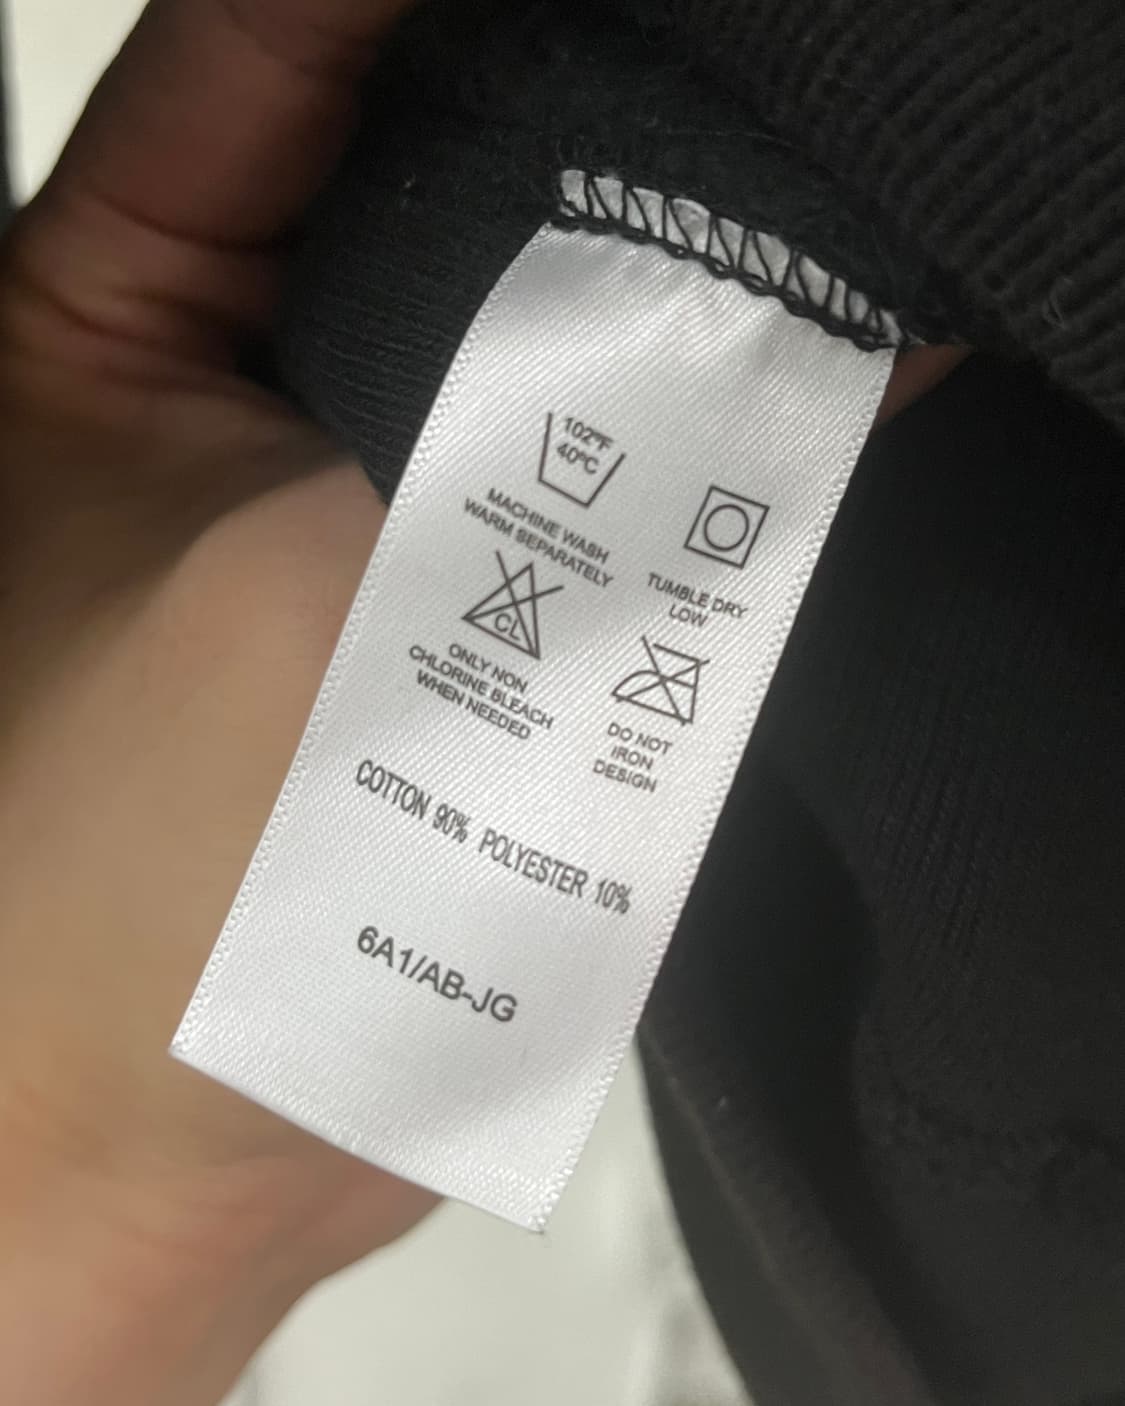 102°F
40°C
MACHINE WASH
WARM SEPARATELY
TUMBLE DRY
LOW
CL
ONLY NON
CHLORINE BLEACH
WHEN NEEDED
DO NOT
IRON
DESIGN
COTTON 90% POLYESTER 10%
6A1/AB-JG